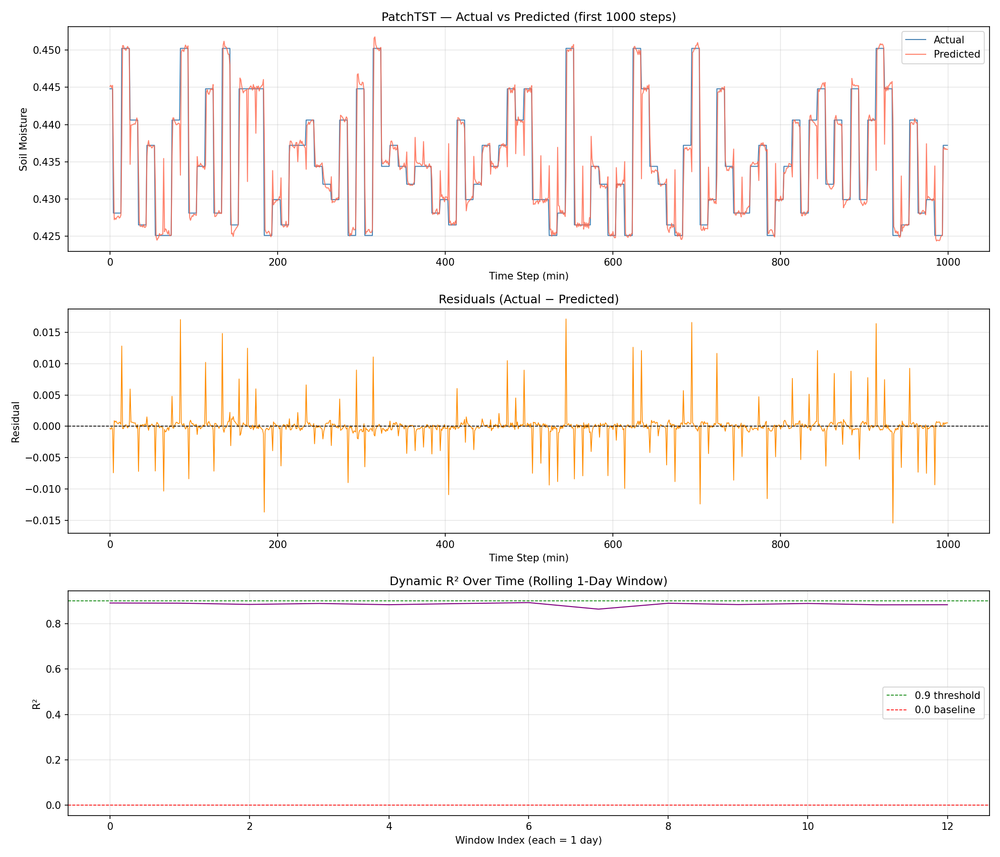 PatchTST — Actual vs Predicted (first 1000 steps)
Actual
Predicted
0.450
0.445
0.440
0.435
0.430
0.425
Soil Moisture
0 200 400 600 800 1000
Time Step (min)
Residuals (Actual − Predicted)
0.015
0.010
0.005
0.000
−0.005
−0.010
−0.015
Residual
0 200 400 600 800 1000
Time Step (min)
Dynamic R² Over Time (Rolling 1-Day Window)
0.8
0.6
0.4
0.2
0.0
R²
0.9 threshold
0.0 baseline
0 2 4 6 8 10 12
Window Index (each = 1 day)